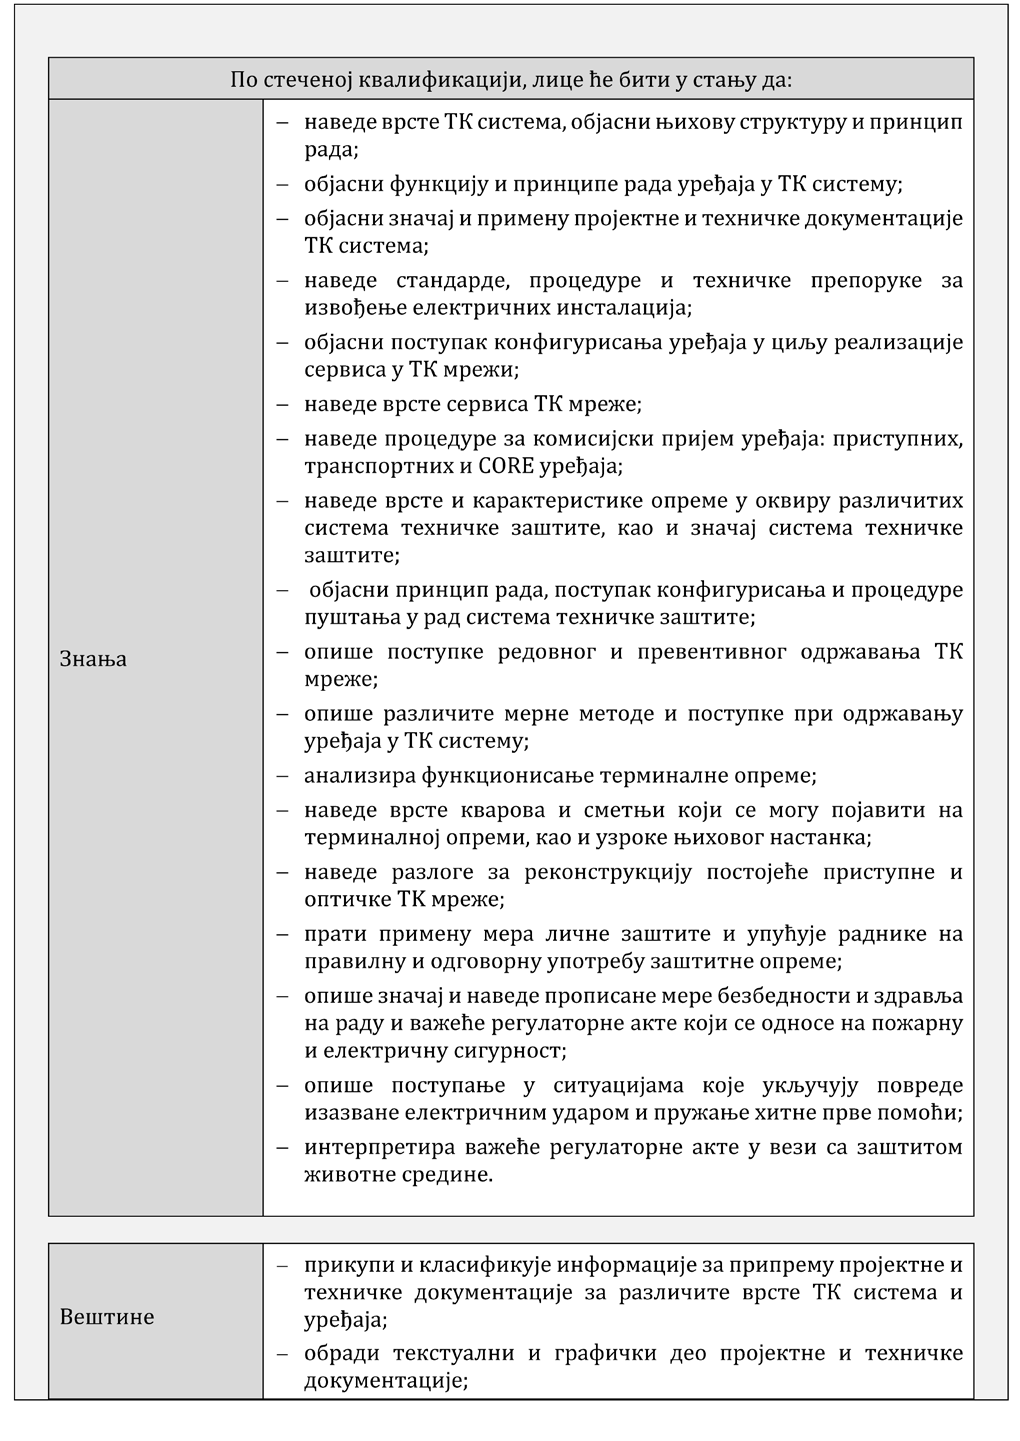 По стеченој квалификацији, лице ће бити у стању да:
Знања
– наведе врсте ТК система, објасни њихову структуру и принцип
рада;
– објасни функцију и принципе рада уређаја у ТК систему;
– објасни значај и примену пројектне и техничке документације
ТК система;
– наведе стандарде, процедуре и техничке препоруке за
извођење електричних инсталација;
– објасни поступак конфигурисања уређаја у циљу реализације
сервиса у ТК мрежи;
– наведе врсте сервиса ТК мреже;
– наведе процедуре за комисијски пријем уређаја: приступних,
транспортних и CORE уређаја;
– наведе врсте и карактеристике опреме у оквиру различитих
система техничке заштите, као и значај система техничке
заштите;
– објасни принцип рада, поступак конфигурисања и процедуре
пуштања у рад система техничке заштите;
– опише поступке редовног и превентивног одржавања ТК
мреже;
– опише различите мерне методе и поступке при одржавању
уређаја у ТК систему;
– анализира функционисање терминалне опреме;
– наведе врсте кварова и сметњи који се могу појавити на
терминалној опреми, као и узроке њиховог настанка;
– наведе разлоге за реконструкцију постојеће приступне и
оптичке ТК мреже;
– прати примену мера личне заштите и упућује раднике на
правилну и одговорну употребу заштитне опреме;
– опише значај и наведе прописане мере безбедности и здравља
на раду и важеће регулаторне акте који се односе на пожарну
и електричну сигурност;
– опише поступање у ситуацијама које укључују повреде
изазване електричним ударом и пружање хитне прве помоћи;
– интерпретира важеће регулаторне акте у вези са заштитом
животне средине.
Вештине
– прикупи и класификује информације за припрему пројектне и
техничке документације за различите врсте ТК система и
уређаја;
– обради текстуални и графички део пројектне и техничке
документације;